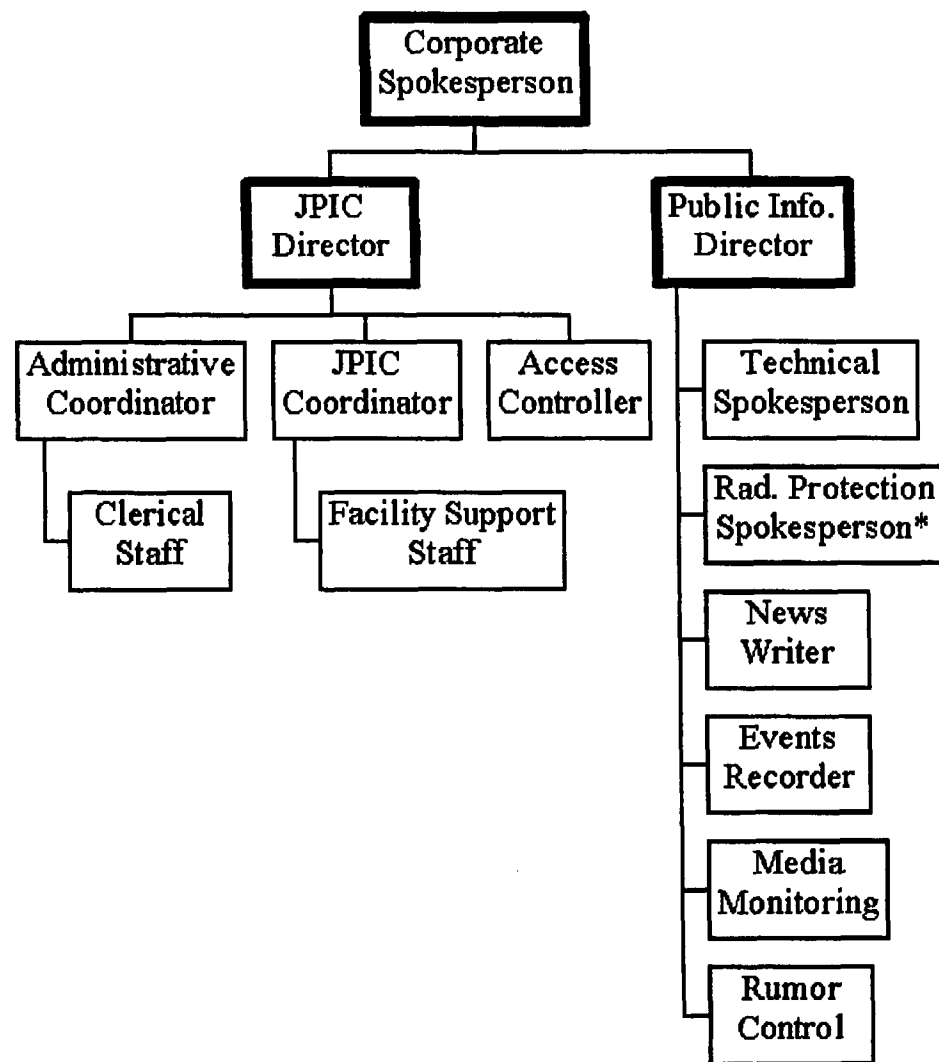 Corporate
Spokesperson
JPIC
Director
Public Info.
Director
Administrative
Coordinator
JPIC
Coordinator
Access
Controller
Clerical
Staff
Facility Support
Staff
Technical
Spokesperson
Rad. Protection
Spokesperson*
News
Writer
Events
Recorder
Media
Monitoring
Rumor
Control